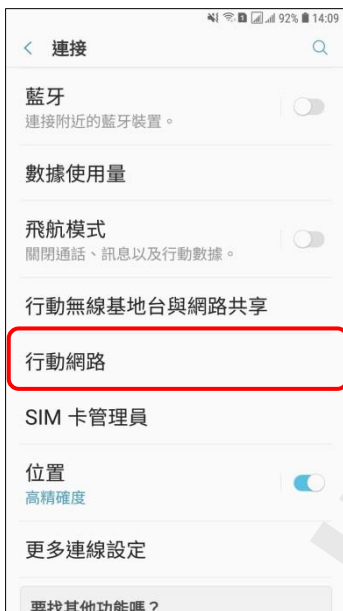 92% 14:09
連接
藍牙
連接附近的藍牙裝置。
數據使用量
飛航模式
關閉通話、訊息以及行動數據。
行動無線基地台與網路共享
行動網路
SIM 卡管理員
位置
高精確度
更多連線設定
要找其他功能嗎？